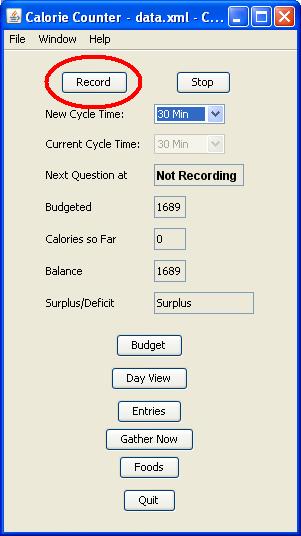 Calorie Counter - data.xml - C...
File Window Help
Record Stop
New Cycle Time: 30 Min
Current Cycle Time: 30 Min
Next Question at Not Recording
Budgeted 1689
Calories so Far 0
Balance 1689
Surplus/Deficit Surplus
Budget
Day View
Entries
Gather Now
Foods
Quit